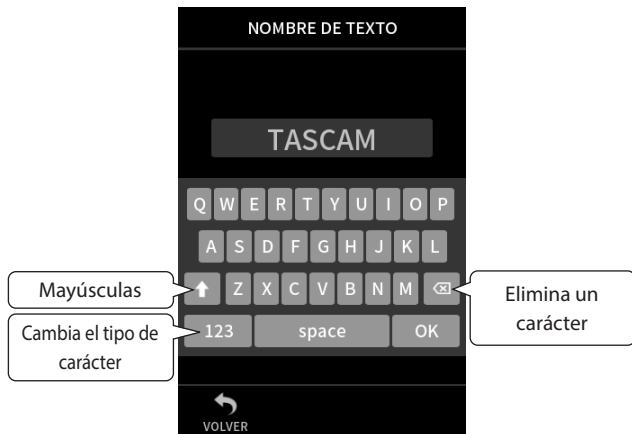 NOMBRE DE TEXTO
TASCAM
Q W E R T Y U I O P
A S D F G H J K L
Mayúsculas
Z X C V B N M
Elimina un
carácter
Cambia el tipo de
carácter
123 space OK
VOLVER